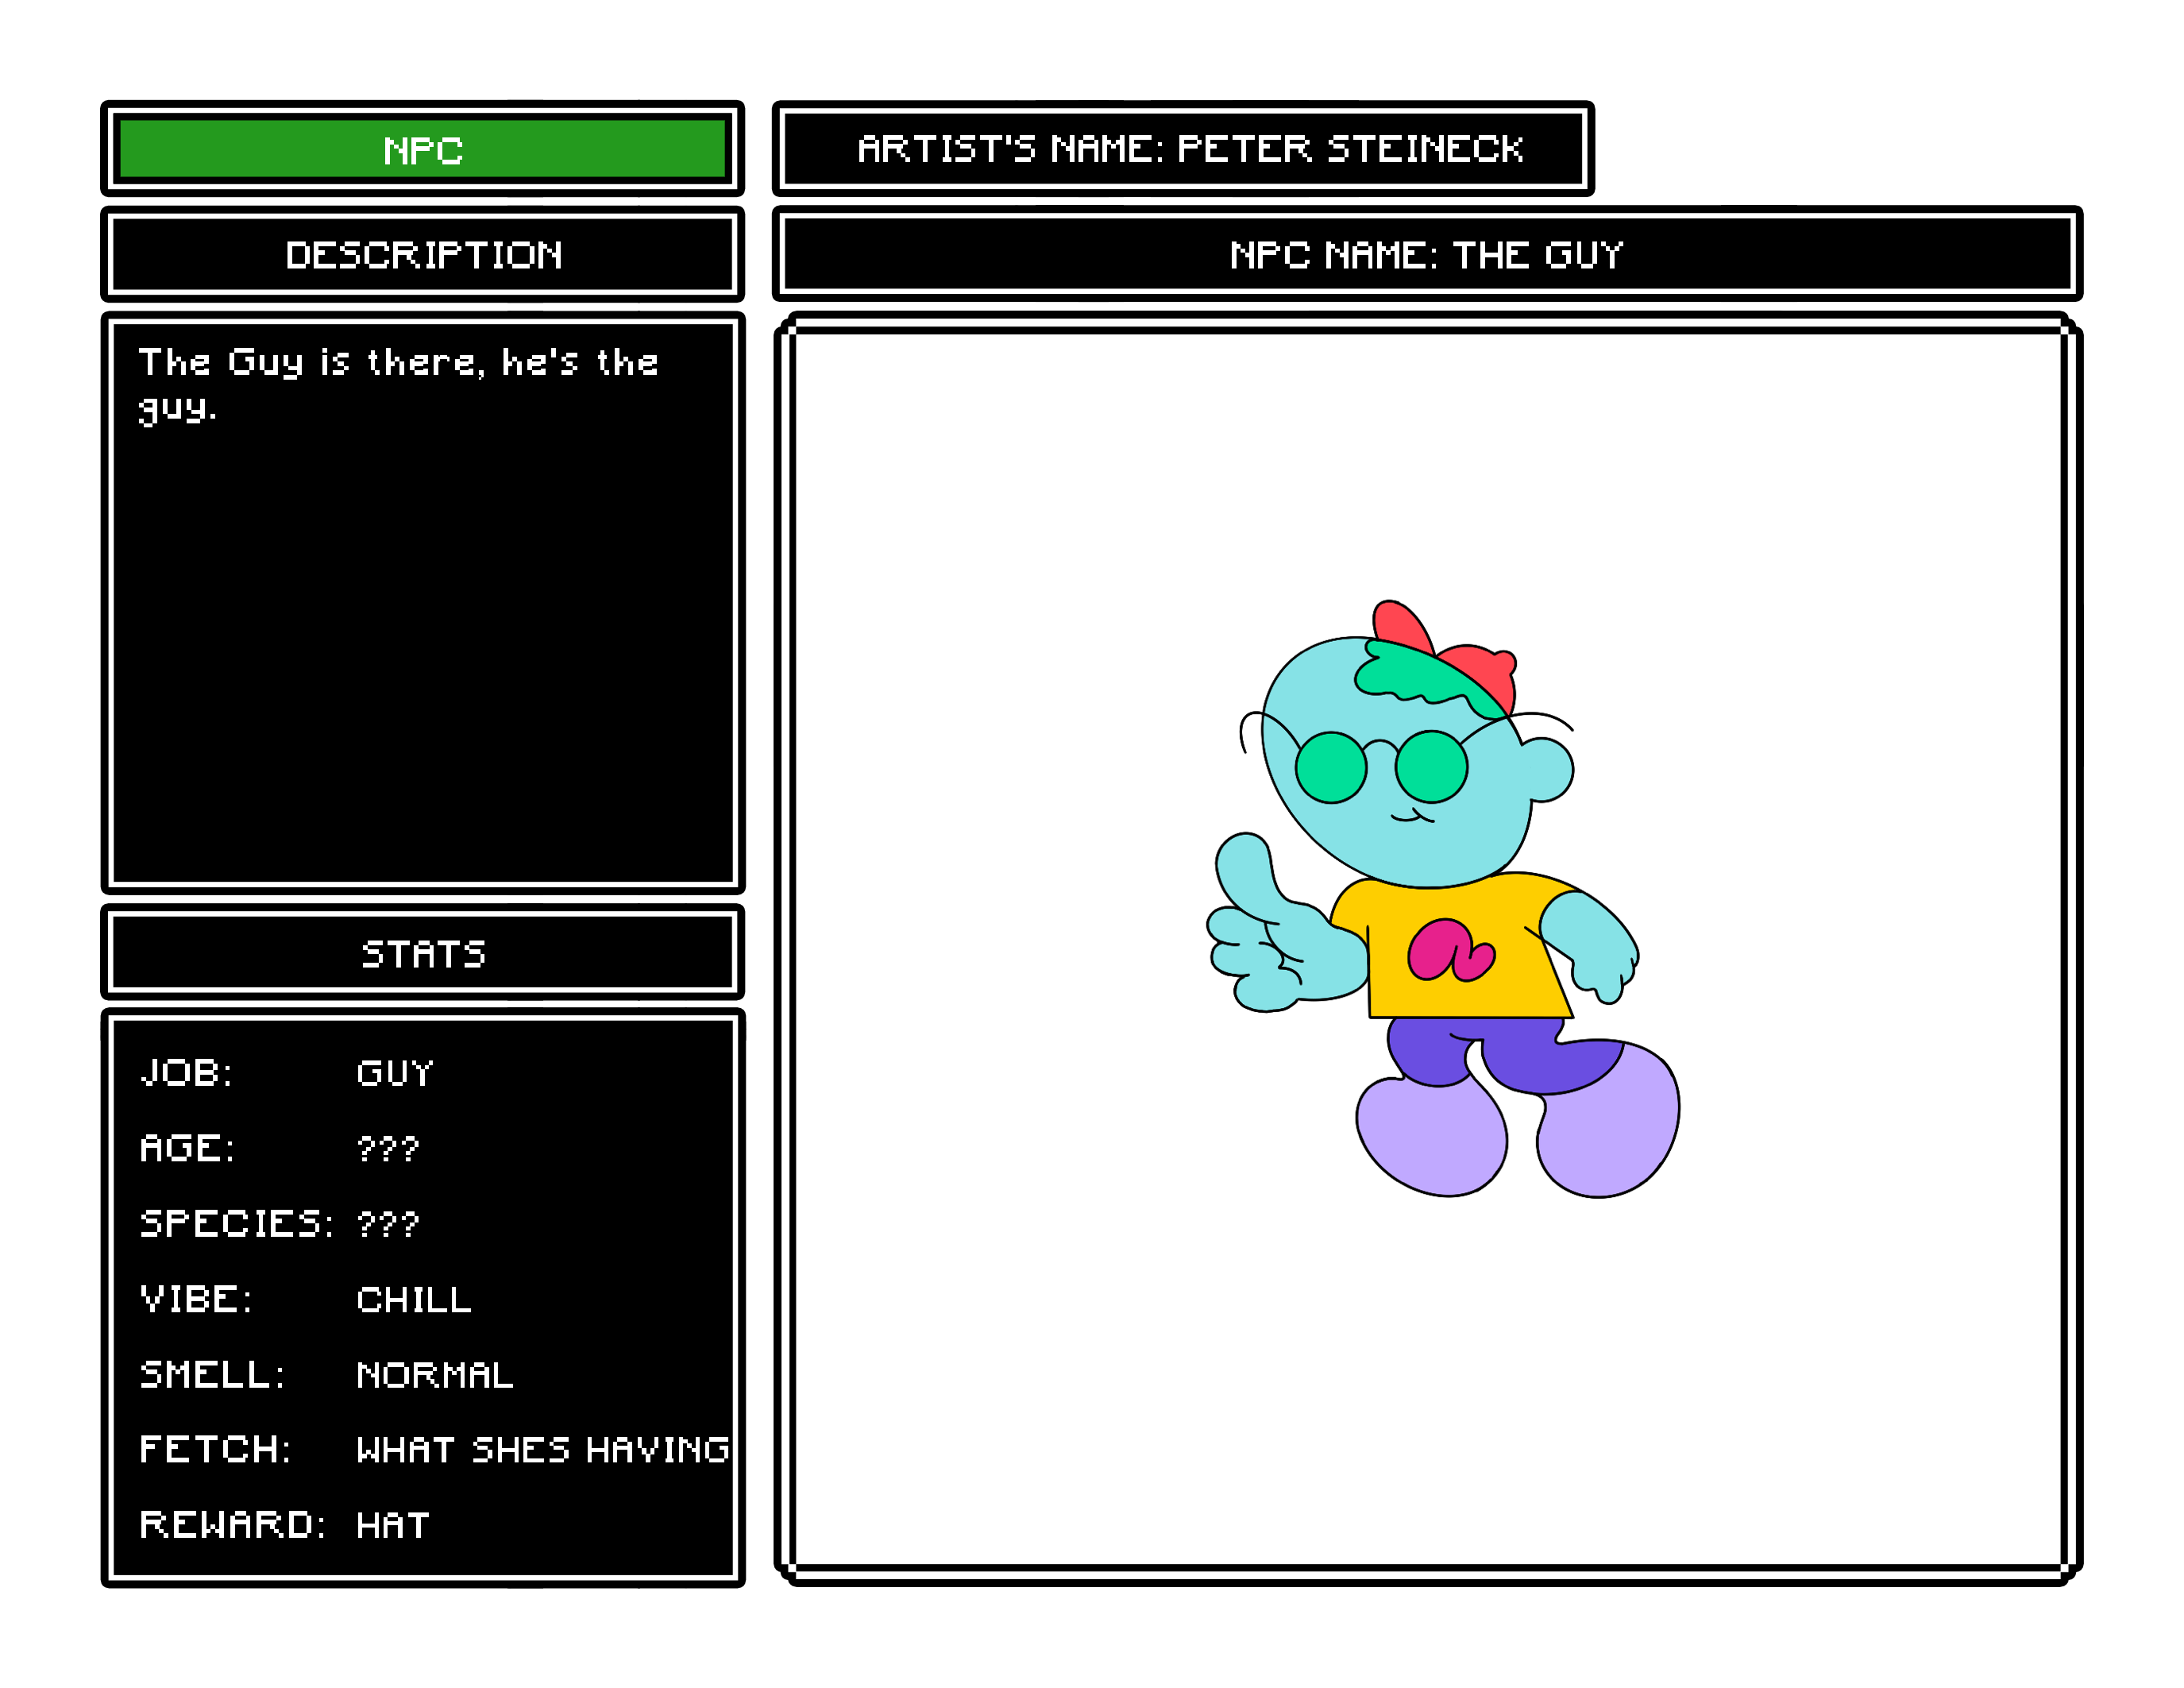 NPC
ARTIST'S NAME: PETER STEINECK
DESCRIPTION
NPC NAME: THE GUY
The Guy is there, he's the
guy.
STATS
JOB: GUY
AGE: ???
SPECIES: ???
VIBE: CHILL
SMELL: NORMAL
FETCH: WHAT SHES HAVING
REWARD: HAT